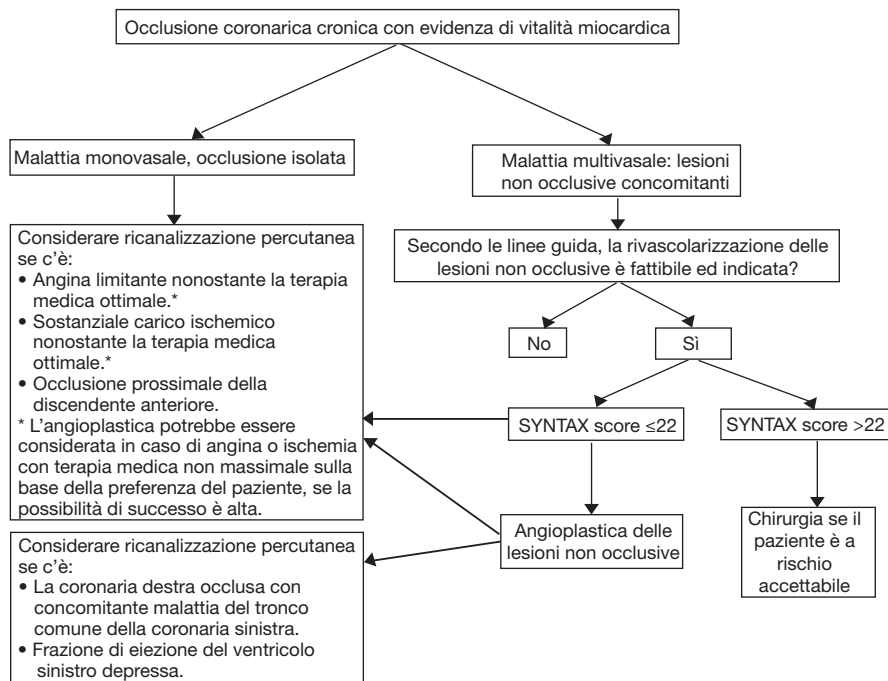 Occlusione coronarica cronica con evidenza di vitalità miocardica
Malattia monovasale, occlusione isolata
Malattia multivasale: lesioni
non occlusive concomitanti
Considerare ricanalizzazione percutanea
se c'è:
• Angina limitante nonostante la terapia
medica ottimale.*
• Sostanziale carico ischemico
nonostante la terapia medica
ottimale.*
• Occlusione prossimale della
discendente anteriore.
* L'angioplastica potrebbe essere
considerata in caso di angina o ischemia
con terapia medica non massimale sulla
base della preferenza del paziente, se la
possibilità di successo è alta.
Secondo le linee guida, la rivascolarizzazione delle
lesioni non occlusive è fattibile ed indicata?
No
Sì
SYNTAX score ≤22
SYNTAX score >22
Angioplastica delle
lesioni non occlusive
Chirurgia se il
paziente è a
rischio
accettabile
Considerare ricanalizzazione percutanea
se c'è:
• La coronaria destra occlusa con
concomitante malattia del tronco
comune della coronaria sinistra.
• Frazione di eiezione del ventricolo
sinistro depressa.